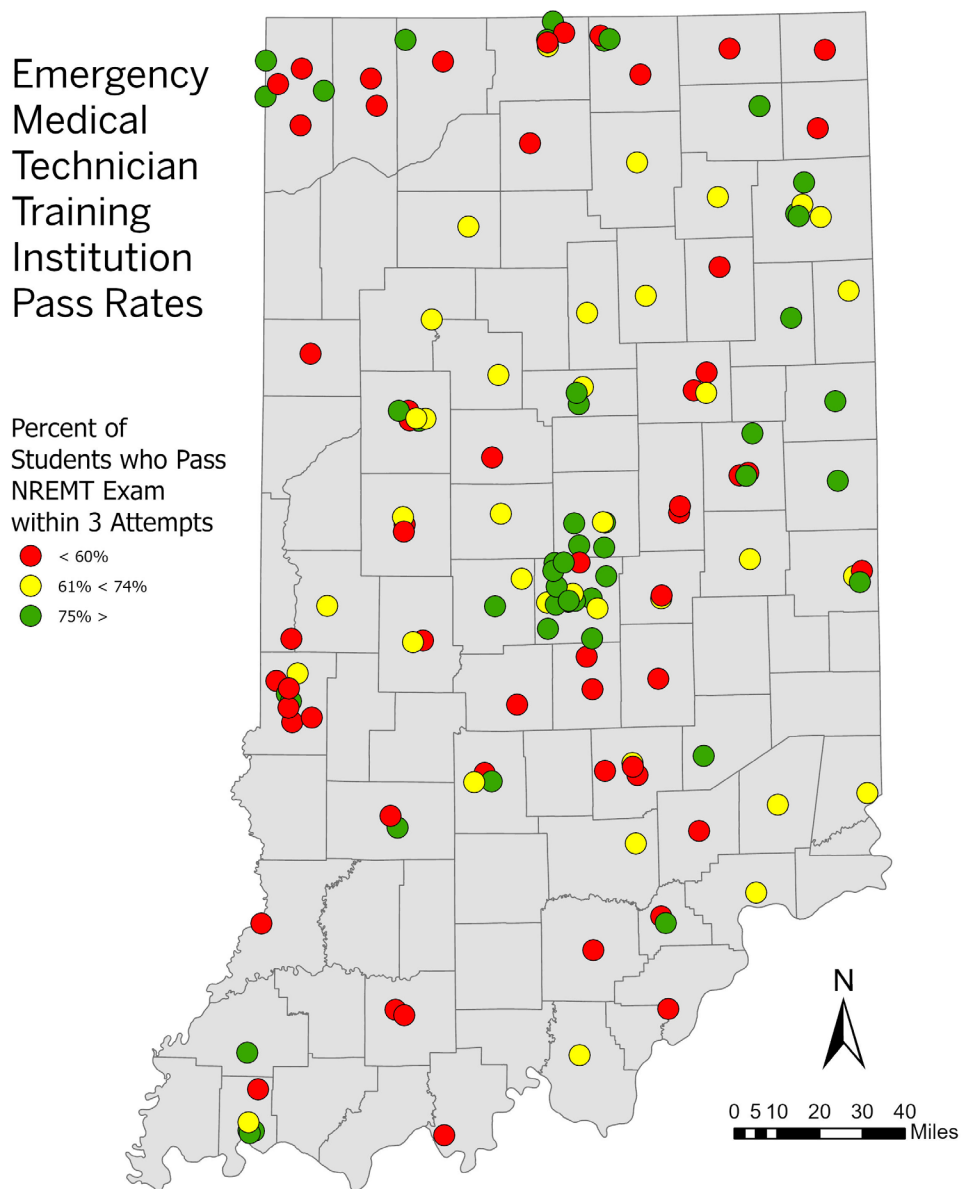 Emergency
Medical
Technician
Training
Institution
Pass Rates
Percent of
Students who Pass
NREMT Exam
within 3 Attempts
< 60%
61% < 74%
75% >
N
0 5 10 20 30 40
Miles